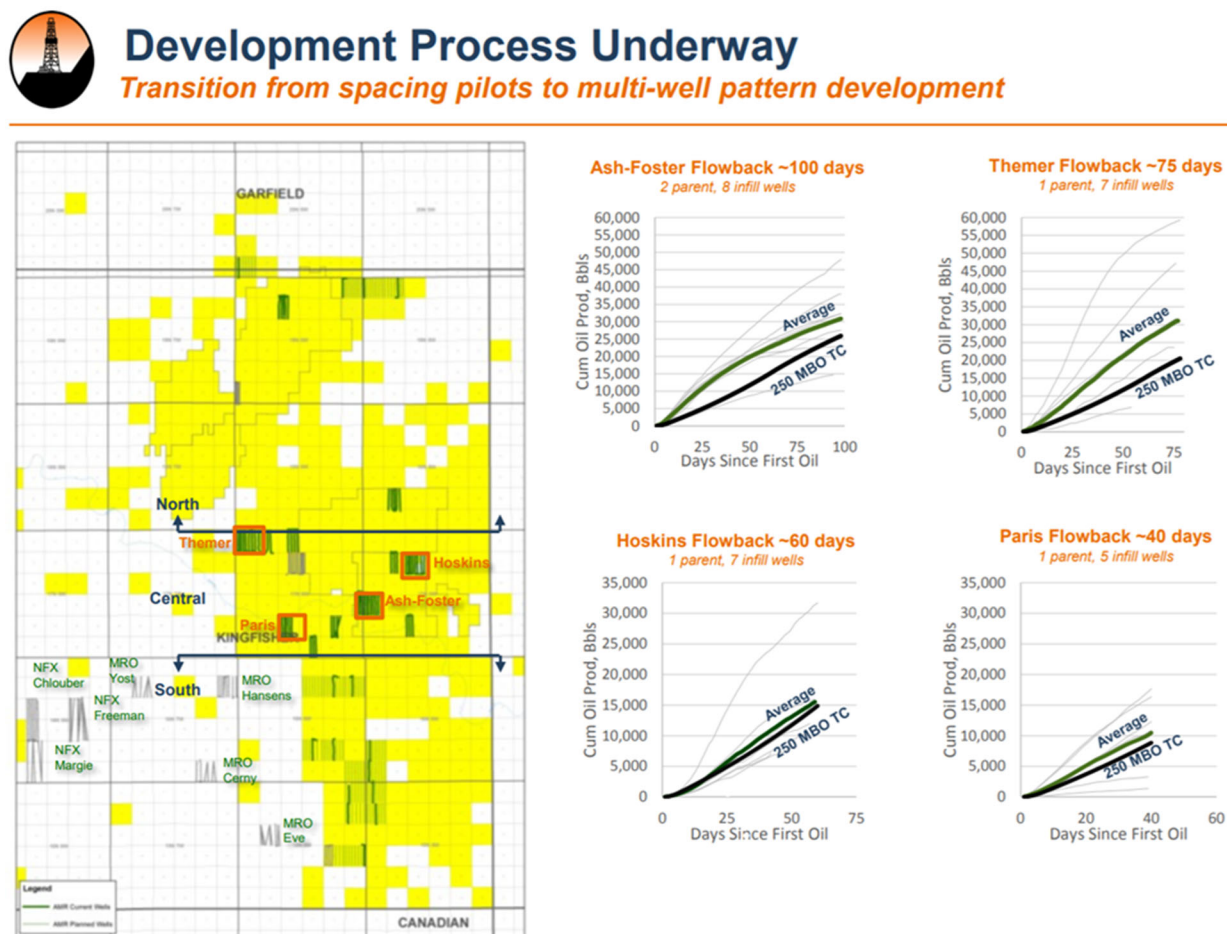 Development Process Underway
Transition from spacing pilots to multi-well pattern development
GARFIELD
North
Themer
Hoskins
Central
Ash-Foster
Paris
KINGFISHER
South
NFX
Chlouber
MRO
Yost
MRO
Hansens
NFX
Freeman
NFX
Margie
MRO
Cerny
MRO
Eve
Legend
AMR Current Wells
AMR Planned Wells
CANADIAN
Ash-Foster Flowback ~100 days
2 parent, 8 infill wells
Cum Oil Prod, Bbls
60,000
55,000
50,000
45,000
40,000
35,000
30,000
25,000
20,000
15,000
10,000
5,000
0
Average
250 MBO TC
0 25 50 75 100
Days Since First Oil
Themer Flowback ~75 days
1 parent, 7 infill wells
Cum Oil Prod, Bbls
60,000
55,000
50,000
45,000
40,000
35,000
30,000
25,000
20,000
15,000
10,000
5,000
0
Average
250 MBO TC
0 25 50 75
Days Since First Oil
Hoskins Flowback ~60 days
1 parent, 7 infill wells
Cum Oil Prod, Bbls
35,000
30,000
25,000
20,000
15,000
10,000
5,000
0
Average
250 MBO TC
0 25 50 75
Days Since First Oil
Paris Flowback ~40 days
1 parent, 5 infill wells
Cum Oil Prod, Bbls
35,000
30,000
25,000
20,000
15,000
10,000
5,000
0
Average
250 MBO TC
0 20 40 60
Days Since First Oil